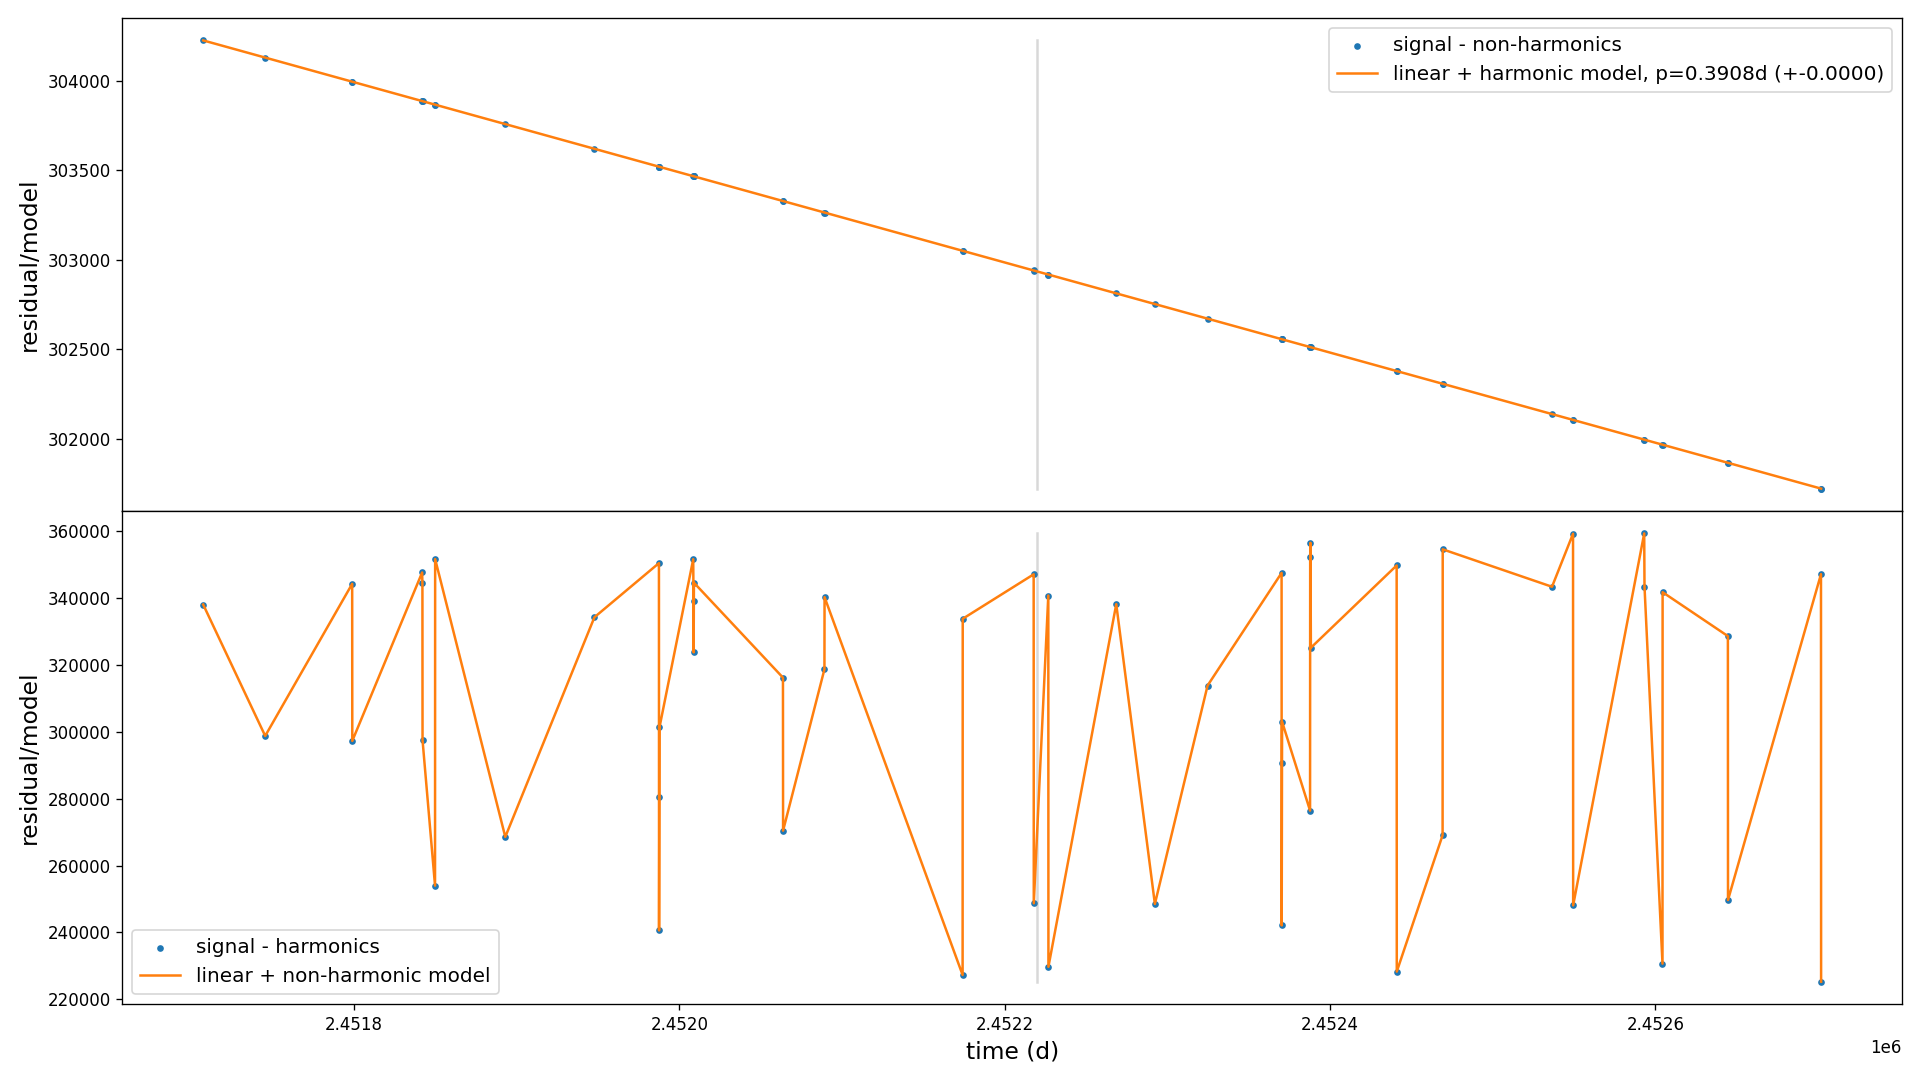 signal - non-harmonics
linear + harmonic model, p=0.3908d (+-0.0000)
304000
303500
303000
302500
302000
residual/model
360000
340000
320000
300000
280000
260000
240000
220000
residual/model
signal - harmonics
linear + non-harmonic model
2.4518
2.4520
2.4522
2.4524
2.4526
1e6
time (d)